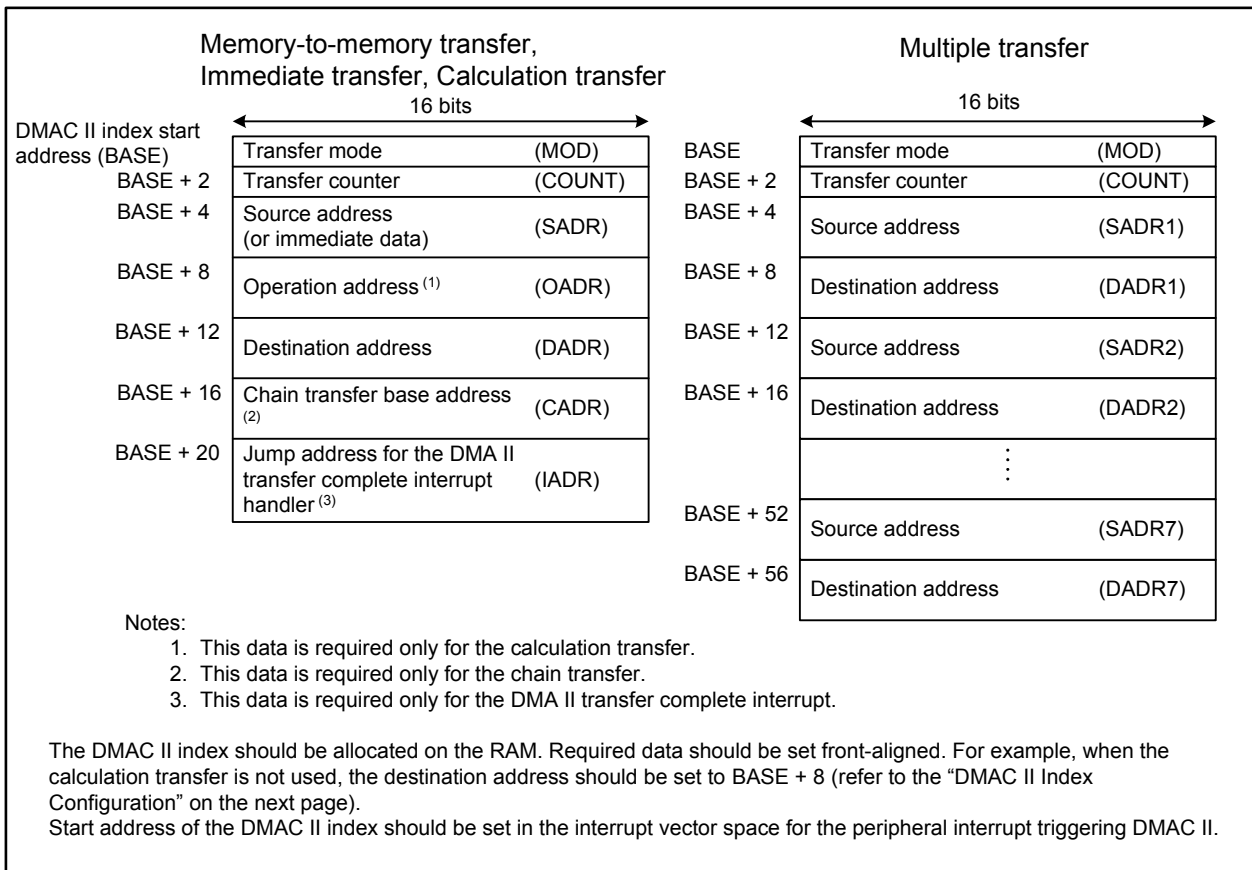 Memory-to-memory transfer,
Immediate transfer, Calculation transfer
16 bits
DMAC II index start
address (BASE)
Transfer mode (MOD)
BASE + 2 Transfer counter (COUNT)
BASE + 4 Source address
(or immediate data) (SADR)
BASE + 8 Operation address (1) (OADR)
BASE + 12 Destination address (DADR)
BASE + 16 Chain transfer base address
(2) (CADR)
BASE + 20 Jump address for the DMA II
transfer complete interrupt (IADR)
handler (3)
Multiple transfer
16 bits
BASE Transfer mode (MOD)
BASE + 2 Transfer counter (COUNT)
BASE + 4 Source address (SADR1)
BASE + 8 Destination address (DADR1)
BASE + 12 Source address (SADR2)
BASE + 16 Destination address (DADR2)
BASE + 52 Source address (SADR7)
BASE + 56 Destination address (DADR7)
Notes:
1. This data is required only for the calculation transfer.
2. This data is required only for the chain transfer.
3. This data is required only for the DMA II transfer complete interrupt.
The DMAC II index should be allocated on the RAM. Required data should be set front-aligned. For example, when the
calculation transfer is not used, the destination address should be set to BASE + 8 (refer to the “DMAC II Index
Configuration” on the next page).
Start address of the DMAC II index should be set in the interrupt vector space for the peripheral interrupt triggering DMAC II.